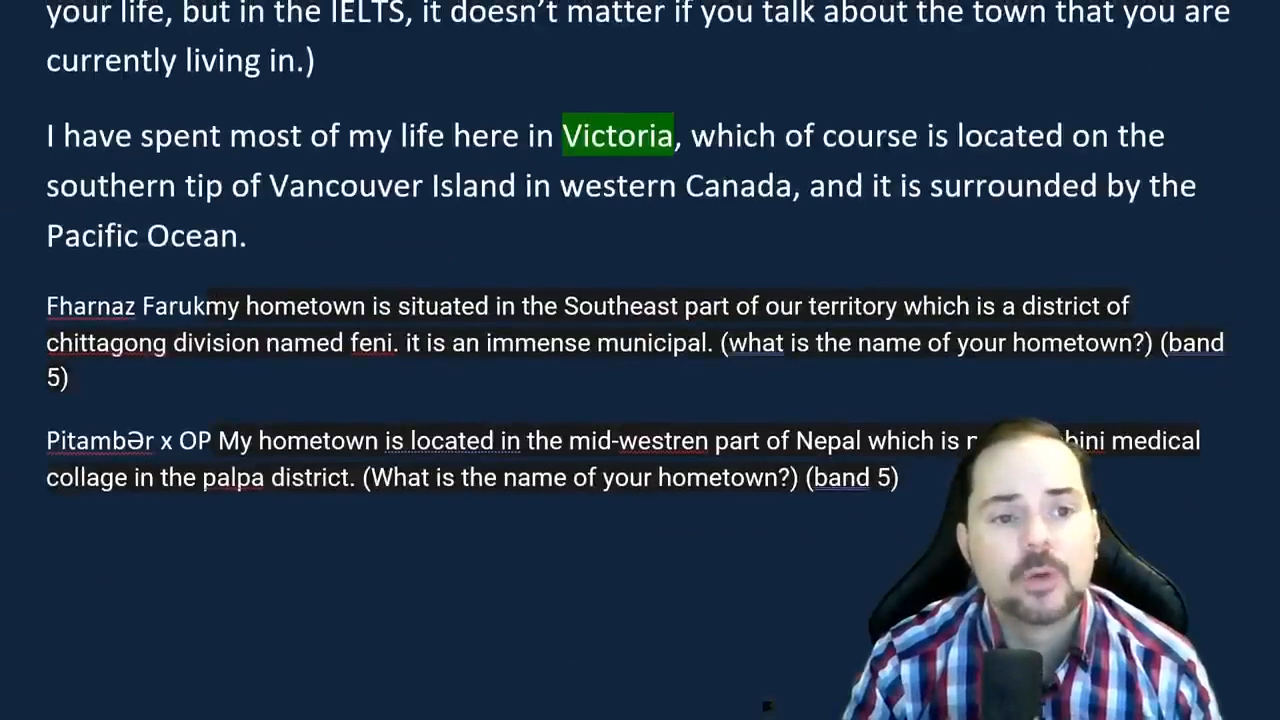 your life, but in the IELTS, it doesn’t matter if you talk about the town that you are
currently living in.)
I have spent most of my life here in Victoria, which of course is located on the
southern tip of Vancouver Island in western Canada, and it is surrounded by the
Pacific Ocean.
Fharnaz Farukmy hometown is situated in the Southeast part of our territory which is a district of
chittagong division named feni. it is an immense municipal. (what is the name of your hometown?) (band
5)
PitambƏr x OP My hometown is located in the mid-westren part of Nepal which is medical
collage in the palpa district. (What is the name of your hometown?) (band 5)